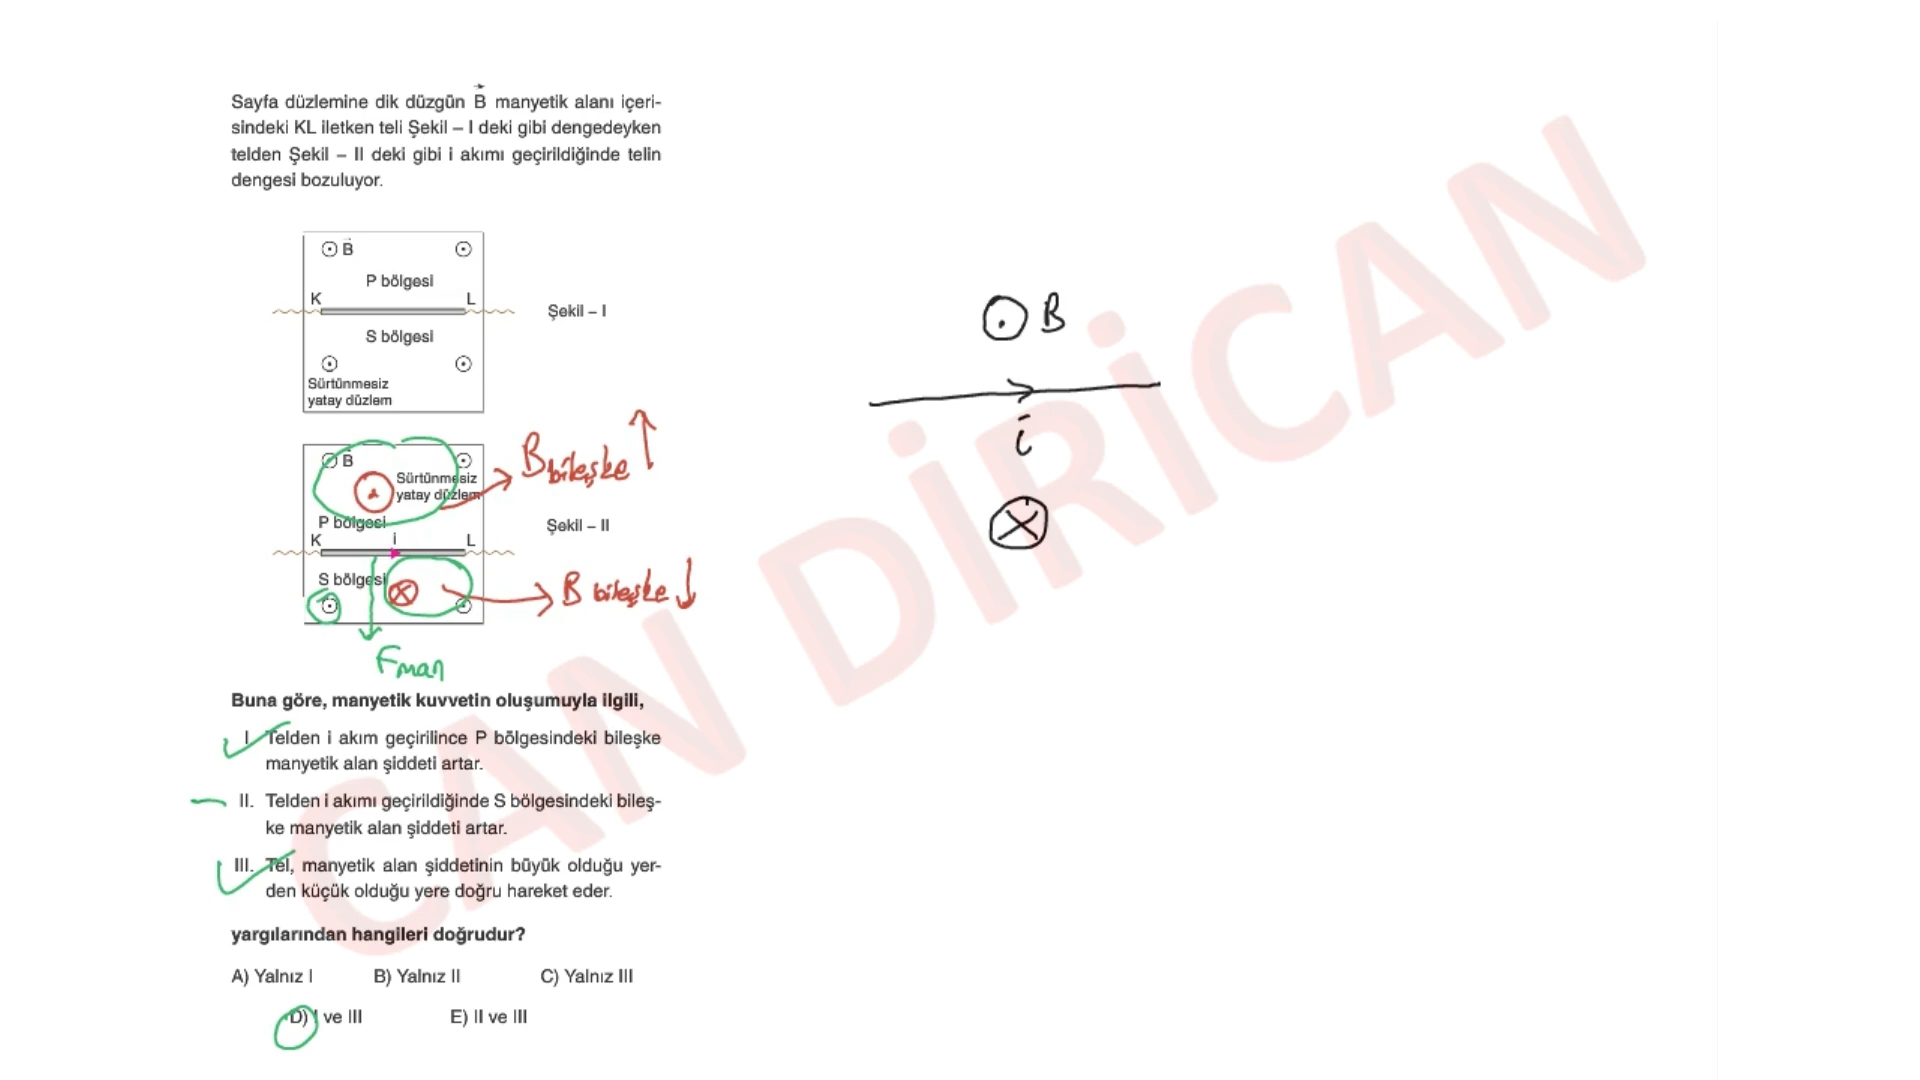 Sayfa düzlemine dik düzgün B manyetik alanı içeri-
sindeki KL iletken teli Şekil – I deki gibi dengedeyken
telden Şekil – II deki gibi i akımı geçirildiğinde telin
dengesi bozuluyor.
B
P bölgesi
K L
Şekil – I
S bölgesi
Sürtünmesiz
yatay düzlem
B
Sürtünmesiz
yatay düzlem
Bbileşke
P bölgesi
Şekil – II
K i L
S bölgesi
B bileşke
Fman
B
i
Buna göre, manyetik kuvvetin oluşumuyla ilgili,
I Telden i akım geçirilince P bölgesindeki bileşke
manyetik alan şiddeti artar.
II. Telden i akımı geçirildiğinde S bölgesindeki bileş-
ke manyetik alan şiddeti artar.
III. Tel, manyetik alan şiddetinin büyük olduğu yer-
den küçük olduğu yere doğru hareket eder.
yargılarından hangileri doğrudur?
A) Yalnız I B) Yalnız II C) Yalnız III
D) I ve III E) II ve III
CAN DİRİCAN